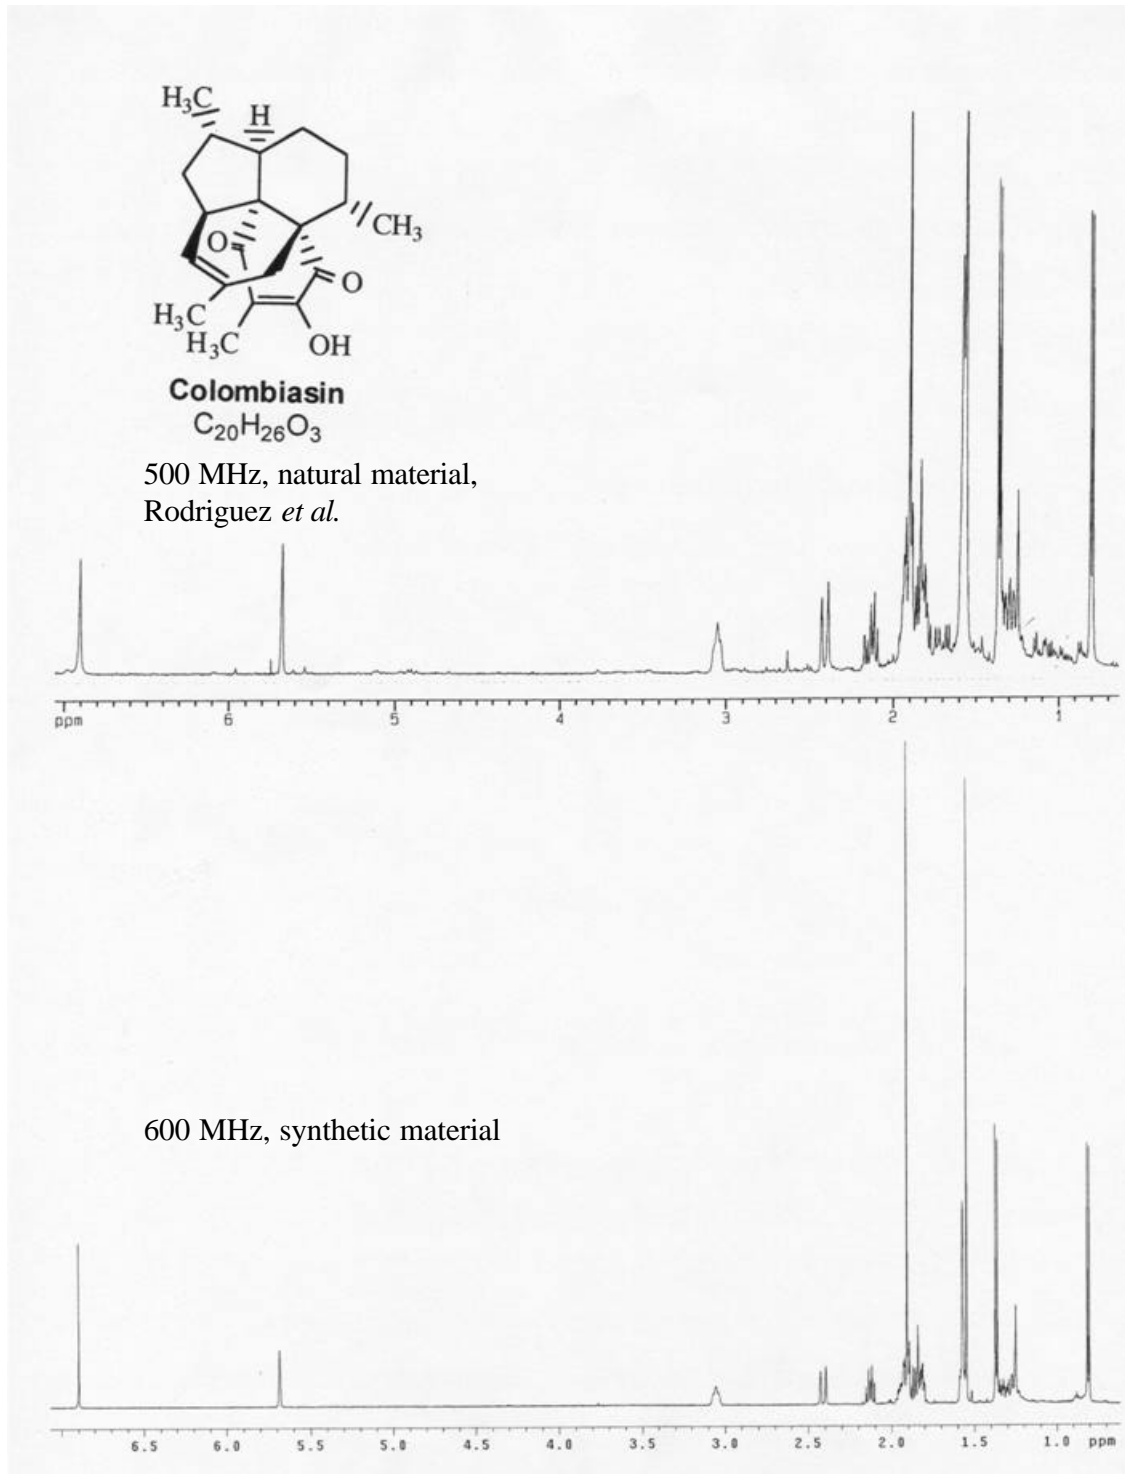 H₃C
H
CH₃
O
O
H₃C
H₃C
OH
Colombiasin
C₂₀H₂₆O₃
500 MHz, natural material,
Rodriguez et al.
ppm 6 5 4 3 2 1
600 MHz, synthetic material
6.5 6.0 5.5 5.0 4.5 4.0 3.5 3.0 2.5 2.0 1.5 1.0 ppm